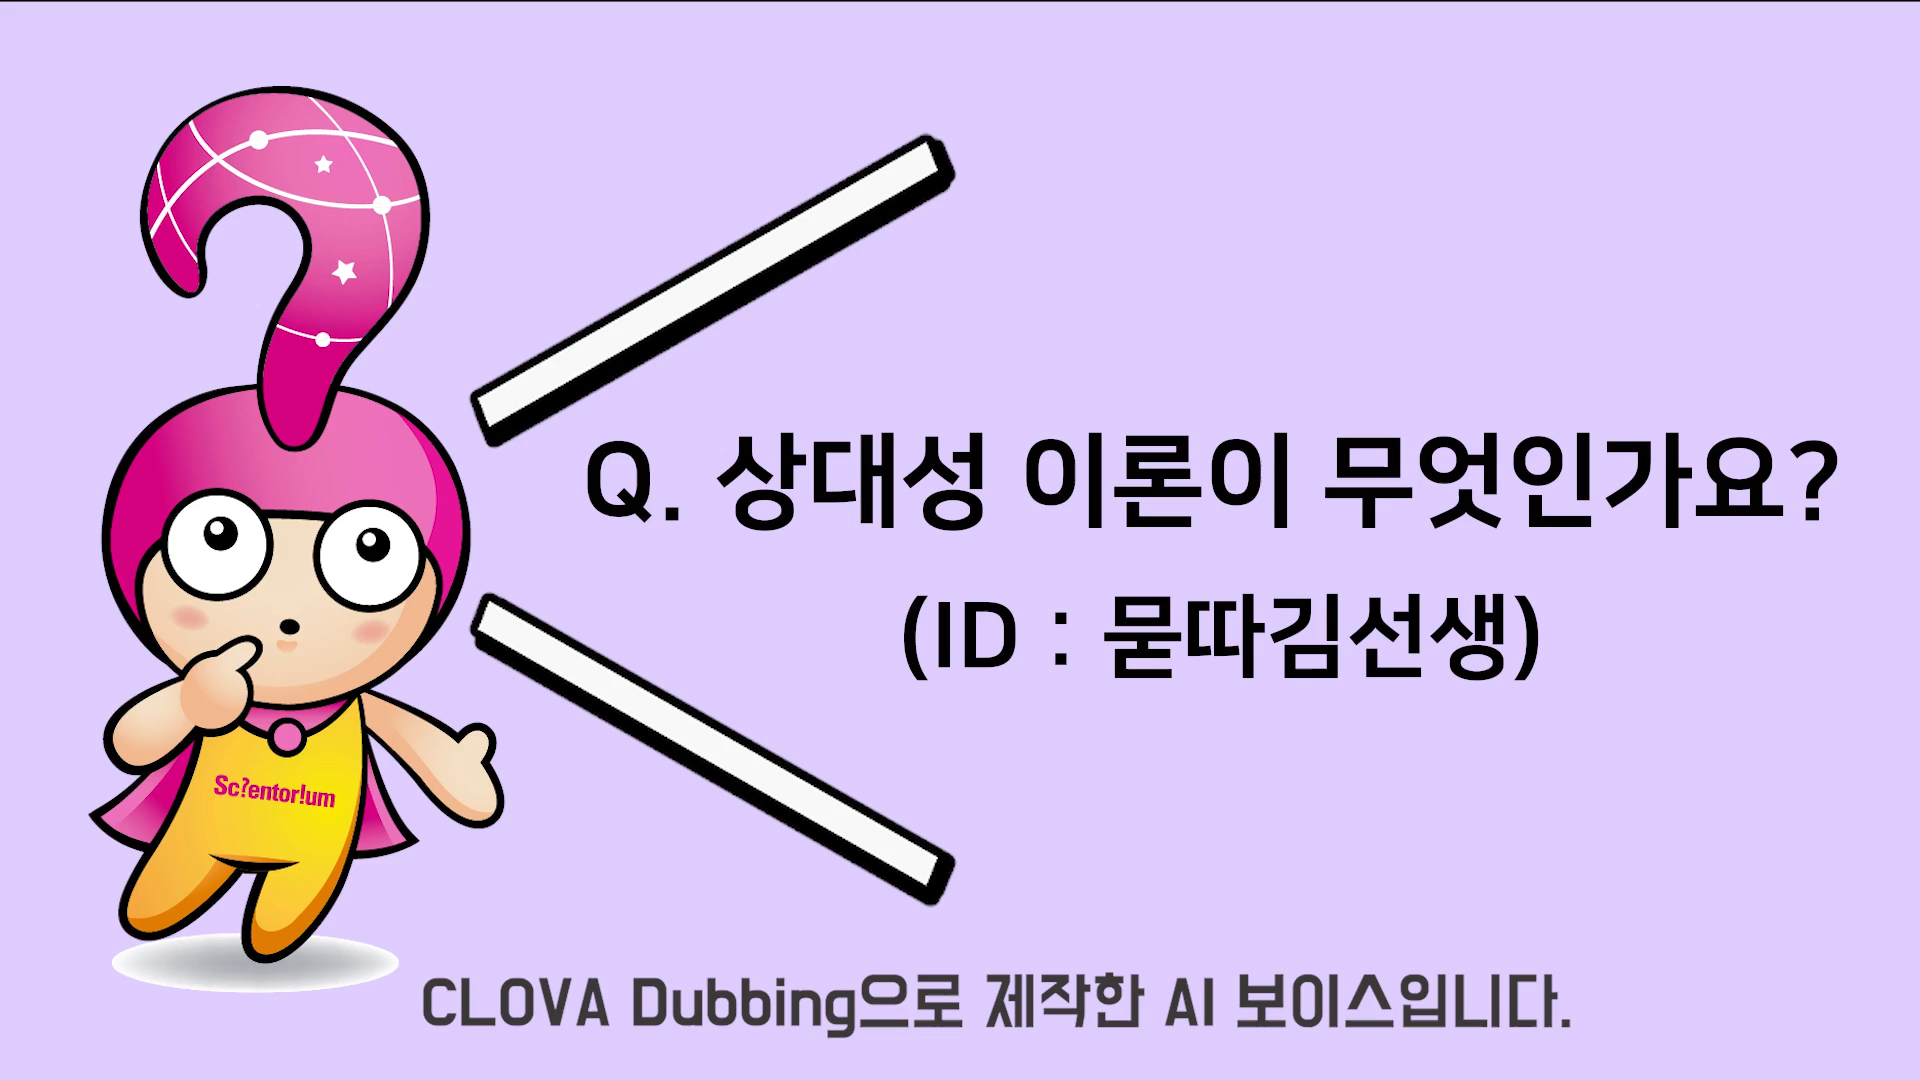 Q. 상대성 이론이 무엇인가요?
(ID : 묻따김선생)
Sc?entor!um
CLOVA Dubbing으로 제작한 AI 보이스입니다.